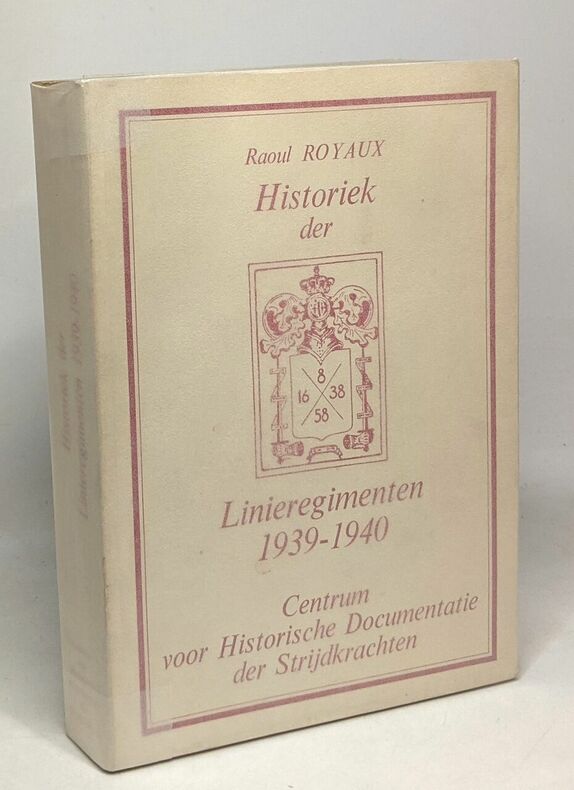 Raoul ROYAUX
Historiek
der
8
16 38
58
Linieregimenten
1939-1940
Centrum
voor Historische Documentatie
der Strijdkrachten
Historiek der
Linieregimenten 1939-1940